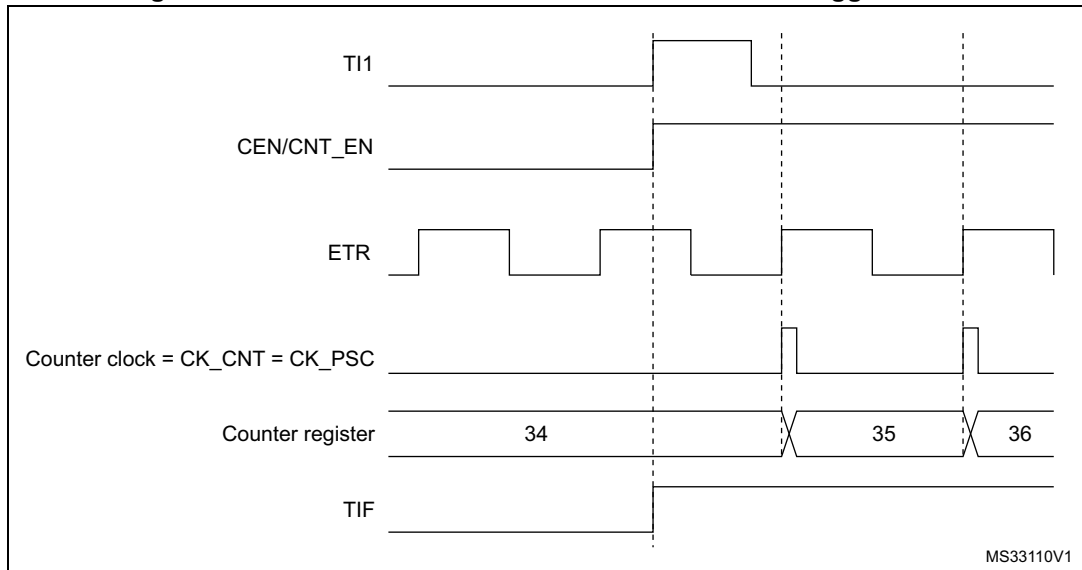 TI1
CEN/CNT_EN
ETR
Counter clock = CK_CNT = CK_PSC
Counter register
34
35
36
TIF
MS33110V1